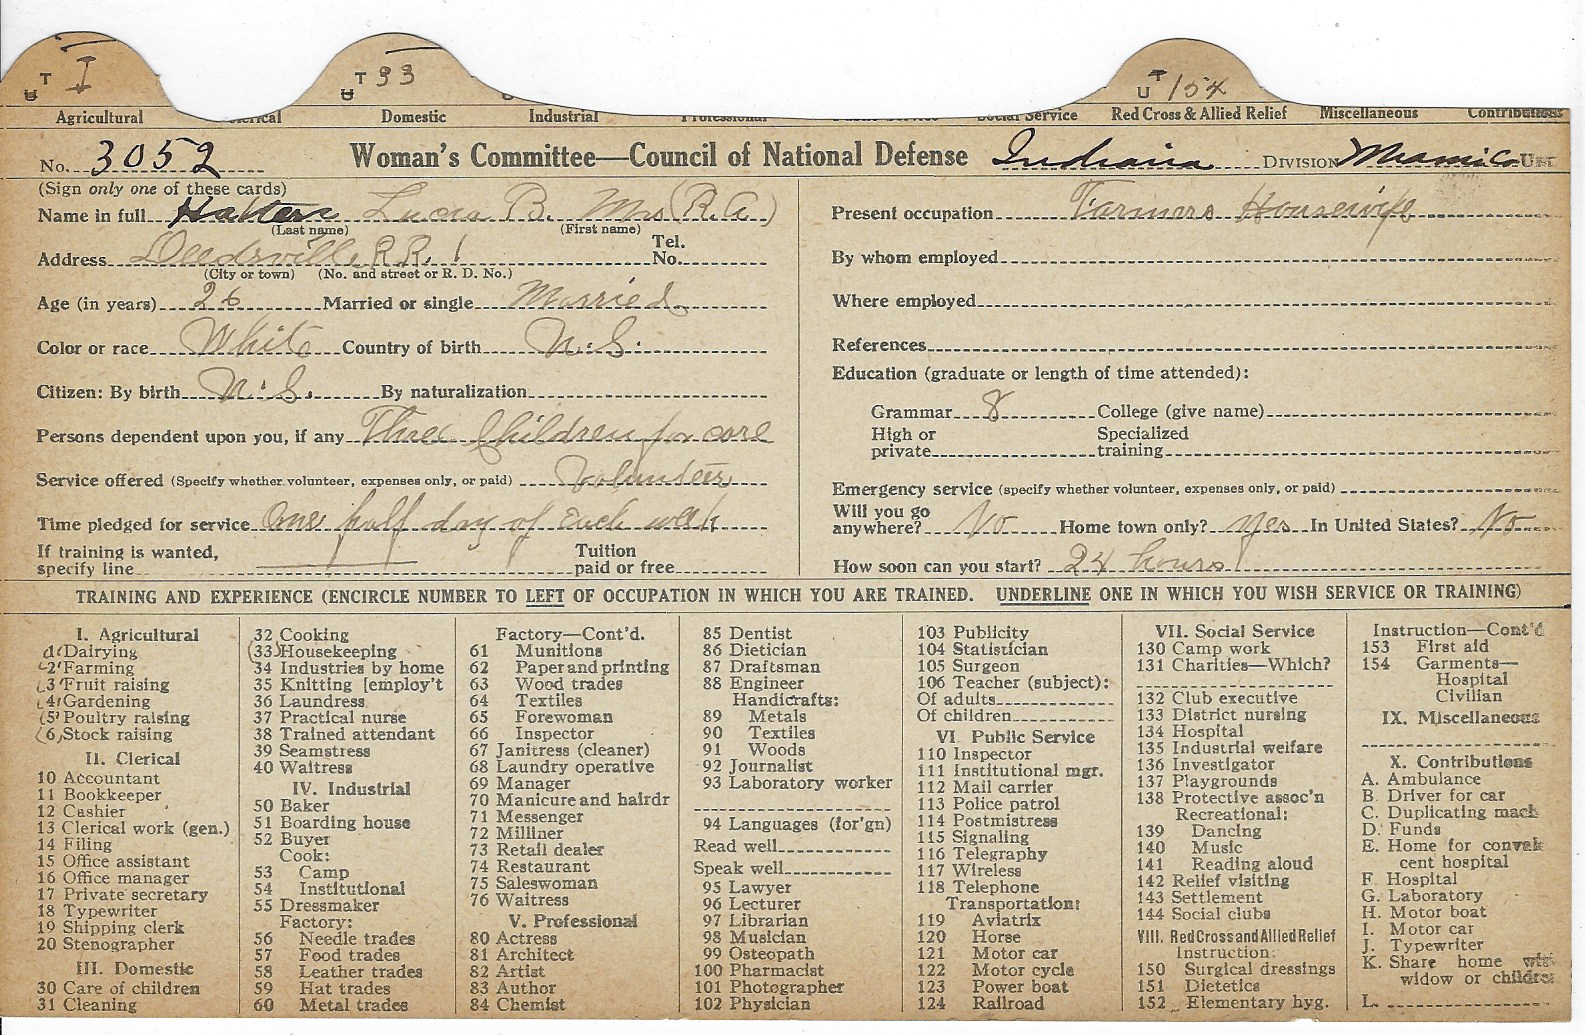 T I
U
T 33
U
T 154
U
Agricultural Clerical Domestic Industrial Professional Social Service Red Cross & Allied Relief Miscellaneous Contributions
No. 3052 Woman's Committee—Council of National Defense Indiana DIVISION Miami Co UNIT
(Sign only one of these cards)
Name in full B. Mrs (R. A.)
(Last name) (First name)
Address Deedsville R.R. 1 Tel. No.
(City or town) (No. and street or R. D. No.)
Age (in years) 26 Married or single Married
Color or race White Country of birth U.S.
Citizen: By birth U.S. By naturalization
Persons dependent upon you, if any Three Children for care
Service offered (Specify whether volunteer, expenses only, or paid) Volunteer
Time pledged for service one half day of each week
If training is wanted, specify line Tuition paid or free
Present occupation Farmers Housewife
By whom employed
Where employed
References
Education (graduate or length of time attended):
Grammar 8 College (give name)
High or private Specialized training
Emergency service (specify whether volunteer, expenses only, or paid)
Will you go anywhere? No Home town only? yes In United States? No
How soon can you start? 24 hours
TRAINING AND EXPERIENCE (ENCIRCLE NUMBER TO LEFT OF OCCUPATION IN WHICH YOU ARE TRAINED. UNDERLINE ONE IN WHICH YOU WISH SERVICE OR TRAINING)
I. Agricultural
1 Dairying
2 Farming
3 Fruit raising
4 Gardening
5 Poultry raising
6 Stock raising
II. Clerical
10 Accountant
11 Bookkeeper
12 Cashier
13 Clerical work (gen.)
14 Filing
15 Office assistant
16 Office manager
17 Private secretary
18 Typewriter
19 Shipping clerk
20 Stenographer
III. Domestic
30 Care of children
31 Cleaning
32 Cooking
33 Housekeeping
34 Industries by home
35 Knitting [employ't
36 Laundress
37 Practical nurse
38 Trained attendant
39 Seamstress
40 Waitress
IV. Industrial
50 Baker
51 Boarding house
52 Buyer
Cook:
53 Camp
54 Institutional
55 Dressmaker
Factory:
56 Needle trades
57 Food trades
58 Leather trades
59 Hat trades
60 Metal trades
Factory—Cont'd.
61 Munitions
62 Paper and printing
63 Wood trades
64 Textiles
65 Forewoman
66 Inspector
67 Janitress (cleaner)
68 Laundry operative
69 Manager
70 Manicure and hairdr
71 Messenger
72 Milliner
73 Retail dealer
74 Restaurant
75 Saleswoman
76 Waitress
V. Professional
80 Actress
81 Architect
82 Artist
83 Author
84 Chemist
85 Dentist
86 Dietician
87 Draftsman
88 Engineer
Handicrafts:
89 Metals
90 Textiles
91 Woods
92 Journalist
93 Laboratory worker
94 Languages (for'gn)
Read well
Speak well
95 Lawyer
96 Lecturer
97 Librarian
98 Musician
99 Osteopath
100 Pharmacist
101 Photographer
102 Physician
103 Publicity
104 Statistician
105 Surgeon
106 Teacher (subject):
Of adults
Of children
VI. Public Service
110 Inspector
111 Institutional mgr.
112 Mail carrier
113 Police patrol
114 Postmistress
115 Signaling
116 Telegraphy
117 Wireless
118 Telephone
Transportation:
119 Aviatrix
120 Horse
121 Motor car
122 Motor cycle
123 Power boat
124 Railroad
VII. Social Service
130 Camp work
131 Charities—Which?
132 Club executive
133 District nursing
134 Hospital
135 Industrial welfare
136 Investigator
137 Playgrounds
138 Protective assoc'n
Recreational:
139 Dancing
140 Music
141 Reading aloud
142 Relief visiting
143 Settlement
144 Social clubs
VIII. Red Cross and Allied Relief
Instruction:
150 Surgical dressings
151 Dietetics
152 Elementary hyg.
Instruction—Cont'd
153 First aid
154 Garments—
Hospital
Civilian
IX. Miscellaneous
X. Contributions
A. Ambulance
B. Driver for car
C. Duplicating mach
D. Funds
E. Home for convales
cent hospital
F. Hospital
G. Laboratory
H. Motor boat
I. Motor car
J. Typewriter
K. Share home with
widow or children
L.